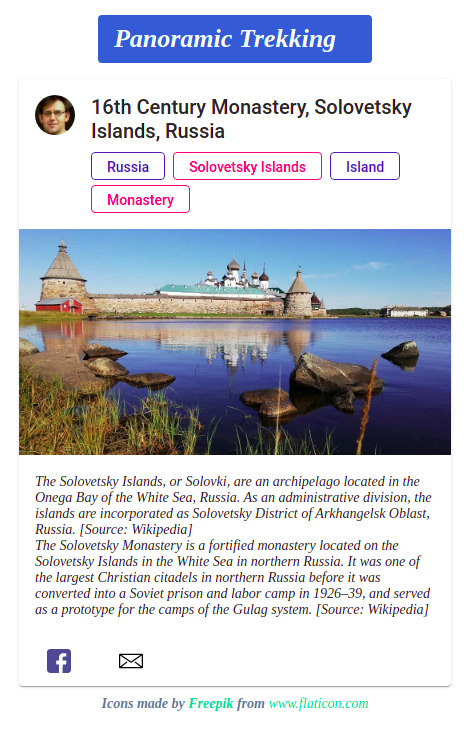 Panoramic Trekking
16th Century Monastery, Solovetsky
Islands, Russia
Russia
Solovetsky Islands
Island
Monastery
The Solovetsky Islands, or Solovki, are an archipelago located in the
Onega Bay of the White Sea, Russia. As an administrative division, the
islands are incorporated as Solovetsky District of Arkhangelsk Oblast,
Russia. [Source: Wikipedia]
The Solovetsky Monastery is a fortified monastery located on the
Solovetsky Islands in the White Sea in northern Russia. It was one of
the largest Christian citadels in northern Russia before it was
converted into a Soviet prison and labor camp in 1926–39, and served
as a prototype for the camps of the Gulag system. [Source: Wikipedia]
Icons made by Freepik from www.flaticon.com